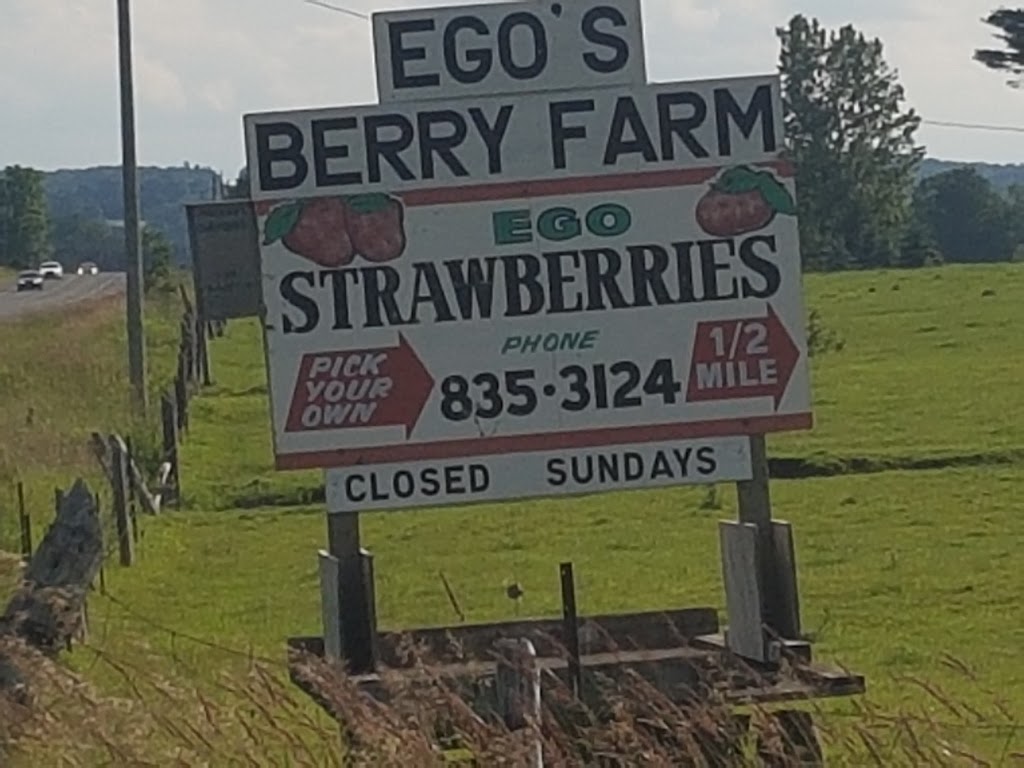 EGO'S
BERRY FARM
EGO
STRAWBERRIES
PHONE
PICK
YOUR
OWN
835·3124
1/2
MILE
CLOSED SUNDAYS